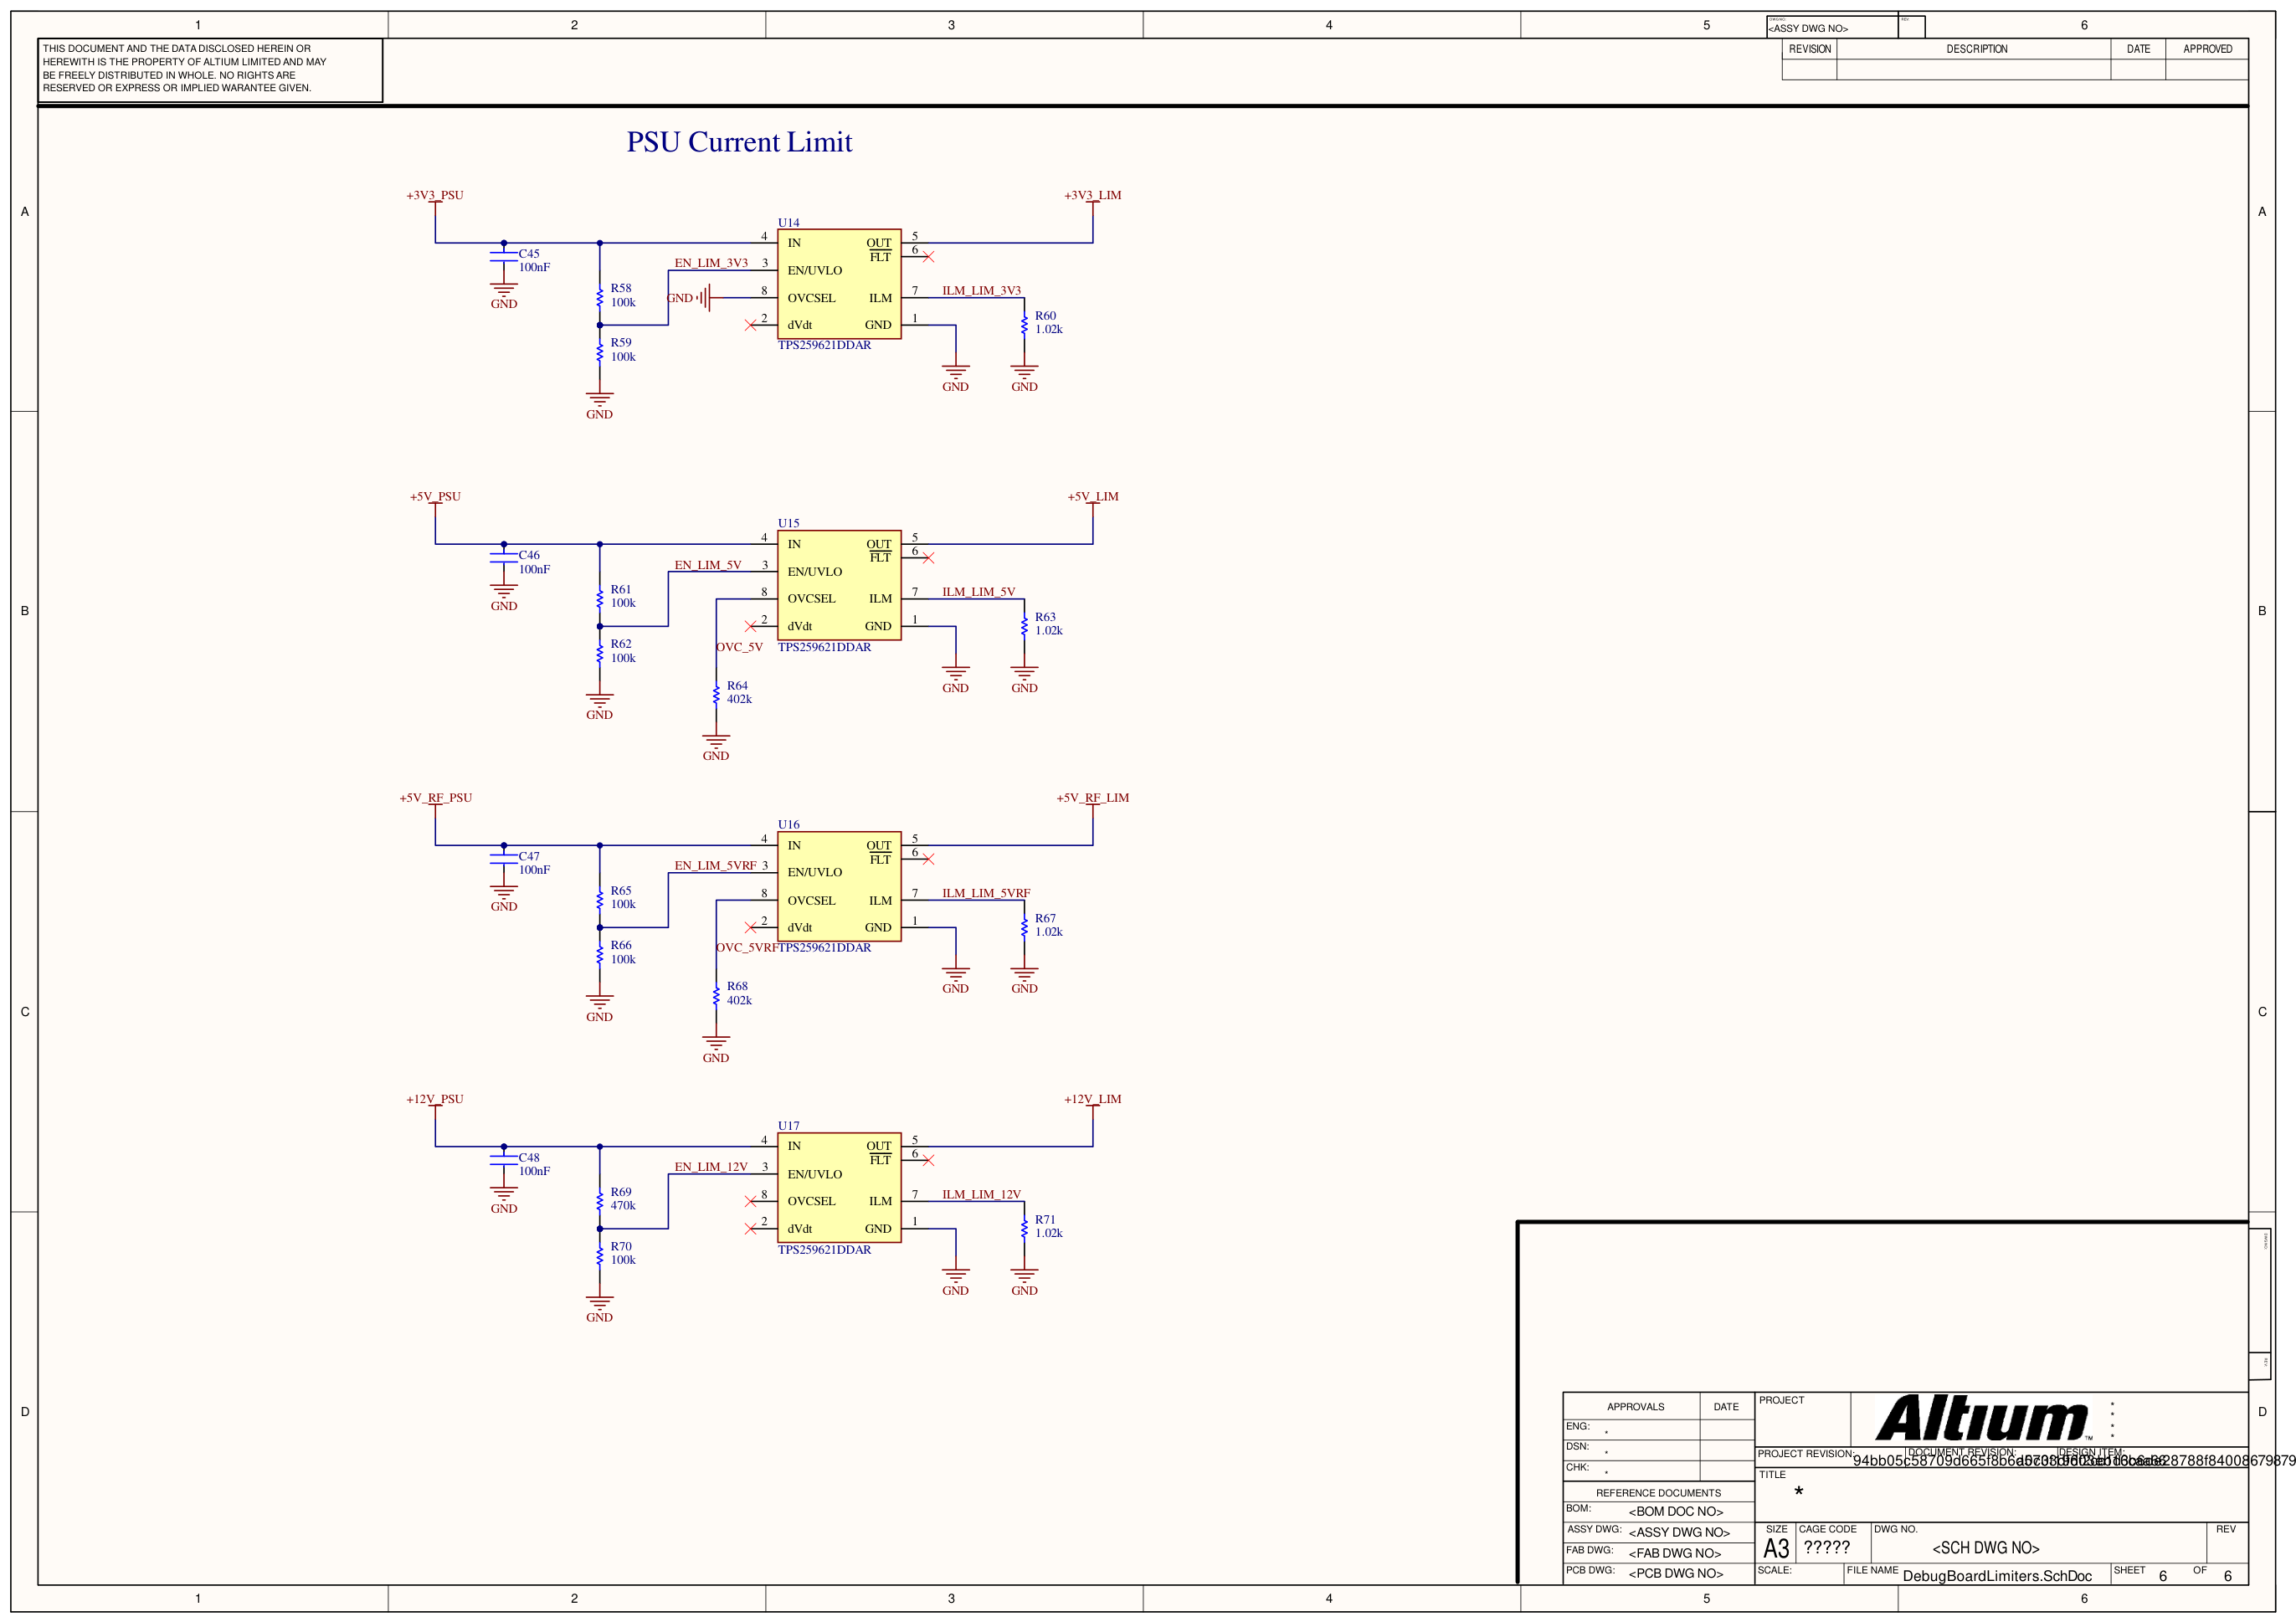 1 2 3 4 5 6
<ASSY DWG NO>
THIS DOCUMENT AND THE DATA DISCLOSED HEREIN OR
HEREWITH IS THE PROPERTY OF ALTIUM LIMITED AND MAY
BE FREELY DISTRIBUTED IN WHOLE. NO RIGHTS ARE
RESERVED OR EXPRESS OR IMPLIED WARANTEE GIVEN.
REVISION DESCRIPTION DATE APPROVED
PSU Current Limit
A A
+3V3_PSU +3V3_LIM
U14
4 IN OUT 5
FLT 6
C45
100nF
GND
EN_LIM_3V3 3 EN/UVLO
R58
100k
GND 8 OVCSEL ILM 7 ILM_LIM_3V3
2 dVdt GND 1
R60
1.02k
TPS259621DDAR
R59
100k
GND GND
GND
+5V_PSU +5V_LIM
U15
4 IN OUT 5
FLT 6
C46
100nF
GND
EN_LIM_5V 3 EN/UVLO
R61
100k
8 OVCSEL ILM 7 ILM_LIM_5V
B B
2 dVdt GND 1
R63
1.02k
OVC_5V TPS259621DDAR
R62
100k
GND GND
R64
402k
GND
GND
+5V_RF_PSU +5V_RF_LIM
U16
4 IN OUT 5
FLT 6
C47
100nF
GND
EN_LIM_5VRF 3 EN/UVLO
R65
100k
8 OVCSEL ILM 7 ILM_LIM_5VRF
2 dVdt GND 1
R67
1.02k
OVC_5VRF TPS259621DDAR
R66
100k
GND GND
R68
402k
GND
C C
GND
+12V_PSU +12V_LIM
U17
4 IN OUT 5
FLT 6
C48
100nF
GND
EN_LIM_12V 3 EN/UVLO
R69
470k
8 OVCSEL ILM 7 ILM_LIM_12V
2 dVdt GND 1
R71
1.02k
TPS259621DDAR
R70
100k
GND GND
GND
D D
APPROVALS DATE
ENG: *
DSN: *
CHK: *
REFERENCE DOCUMENTS
BOM: <BOM DOC NO>
ASSY DWG: <ASSY DWG NO>
FAB DWG: <FAB DWG NO>
PCB DWG: <PCB DWG NO>
PROJECT
Altium™
*
*
*
*
PROJECT REVISION: DOCUMENT REVISION: DESIGN ITEM:
TITLE
*
SIZE CAGE CODE DWG NO. REV
A3 ????? <SCH DWG NO>
SCALE: FILE NAME DebugBoardLimiters.SchDoc SHEET 6 OF 6
1 2 3 4 5 6